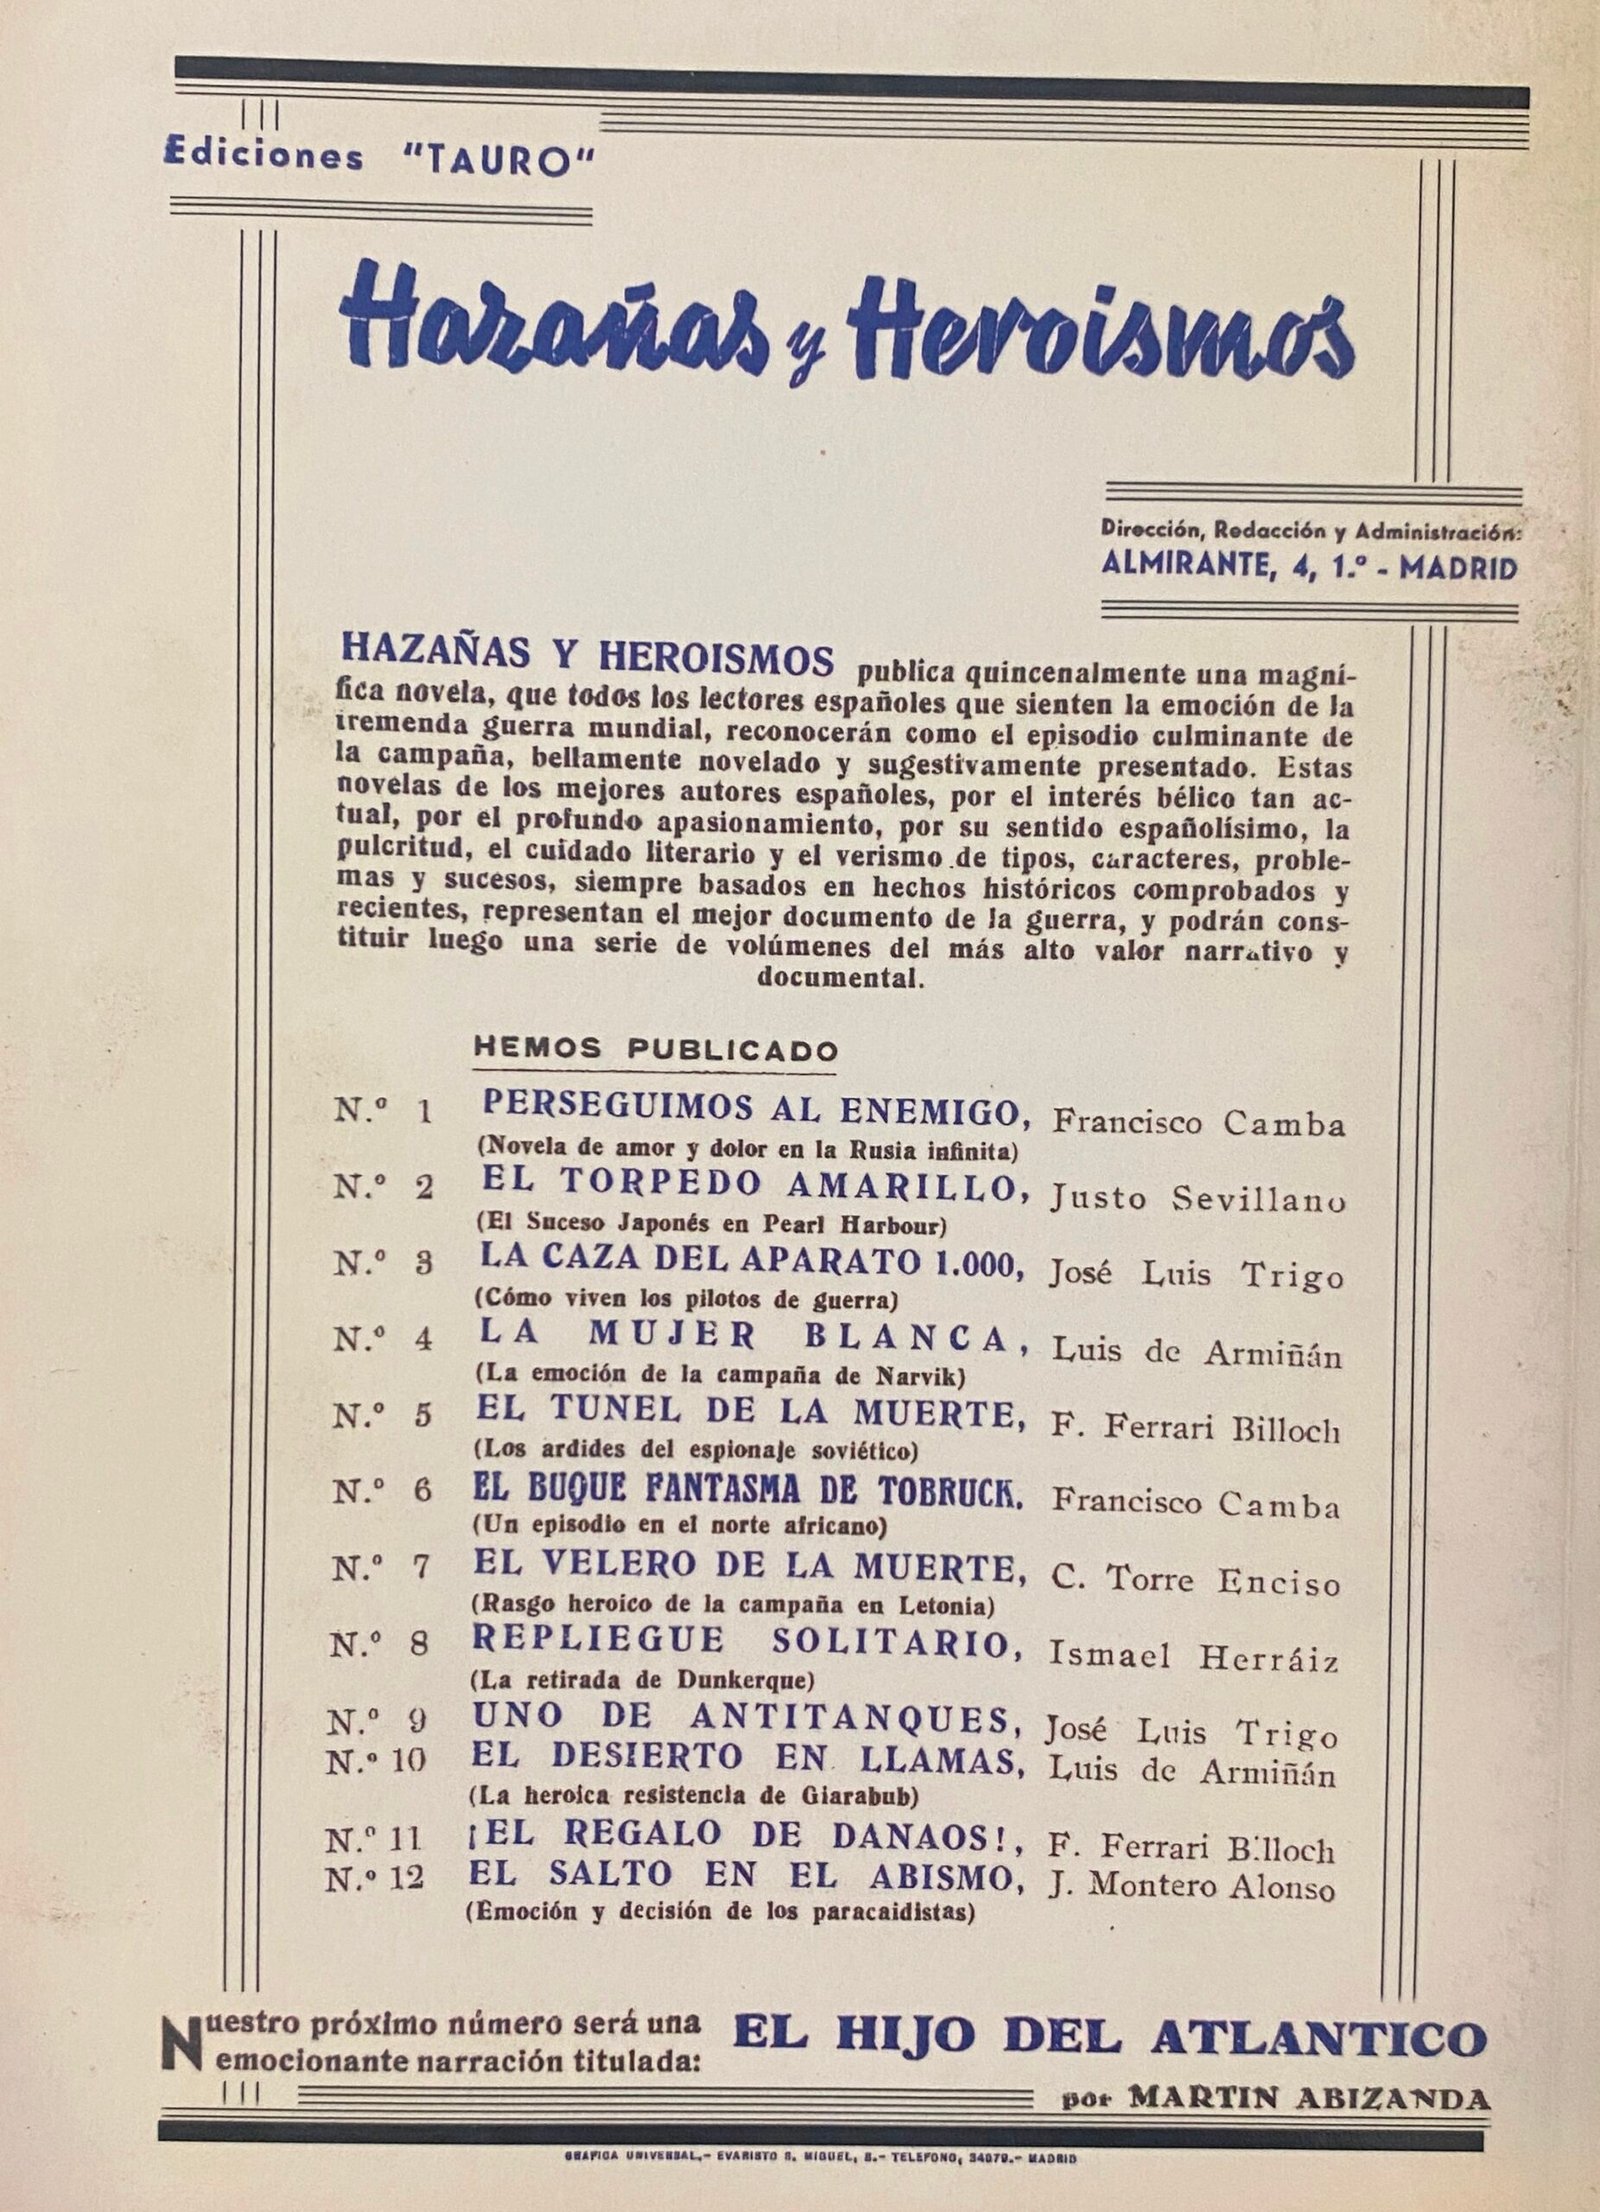 Ediciones "TAURO"
Hazañas y Heroismos
Dirección, Redacción y Administración:
ALMIRANTE, 4, 1.º - MADRID
HAZAÑAS Y HEROISMOS publica quincenalmente una magní-
fica novela, que todos los lectores españoles que sienten la emoción de la
tremenda guerra mundial, reconocerán como el episodio culminante de
la campaña, bellamente novelado y sugestivamente presentado. Estas
novelas de los mejores autores españoles, por el interés bélico tan ac-
tual, por el profundo apasionamiento, por su sentido españolísimo, la
pulcritud, el cuidado literario y el verismo de tipos, caracteres, proble-
mas y sucesos, siempre basados en hechos históricos comprobados y
recientes, representan el mejor documento de la guerra, y podrán cons-
tituir luego una serie de volúmenes del más alto valor narrativo y
documental.
HEMOS PUBLICADO
N.º 1 PERSEGUIMOS AL ENEMIGO, Francisco Camba
(Novela de amor y dolor en la Rusia infinita)
N.º 2 EL TORPEDO AMARILLO, Justo Sevillano
(El Suceso Japonés en Pearl Harbour)
N.º 3 LA CAZA DEL APARATO 1.000, José Luis Trigo
(Cómo viven los pilotos de guerra)
N.º 4 LA MUJER BLANCA, Luis de Armiñán
(La emoción de la campaña de Narvik)
N.º 5 EL TUNEL DE LA MUERTE, F. Ferrari Billoch
(Los ardides del espionaje soviético)
N.º 6 EL BUQUE FANTASMA DE TOBRUCK. Francisco Camba
(Un episodio en el norte africano)
N.º 7 EL VELERO DE LA MUERTE, C. Torre Enciso
(Rasgo heroico de la campaña en Letonia)
N.º 8 REPLIEGUE SOLITARIO, Ismael Herráiz
(La retirada de Dunkerque)
N.º 9 UNO DE ANTITANQUES, José Luis Trigo
N.º 10 EL DESIERTO EN LLAMAS, Luis de Armiñán
(La heroica resistencia de Giarabub)
N.º 11 ¡EL REGALO DE DANAOS!, F. Ferrari Billoch
N.º 12 EL SALTO EN EL ABISMO, J. Montero Alonso
(Emoción y decisión de los paracaidistas)
Nuestro próximo número será una
emocionante narración titulada:
EL HIJO DEL ATLANTICO
por MARTIN ABIZANDA
GRAFICA UNIVERSAL.- EVARISTO S. MIGUEL, 8.- TELEFONO, 34079.- MADRID